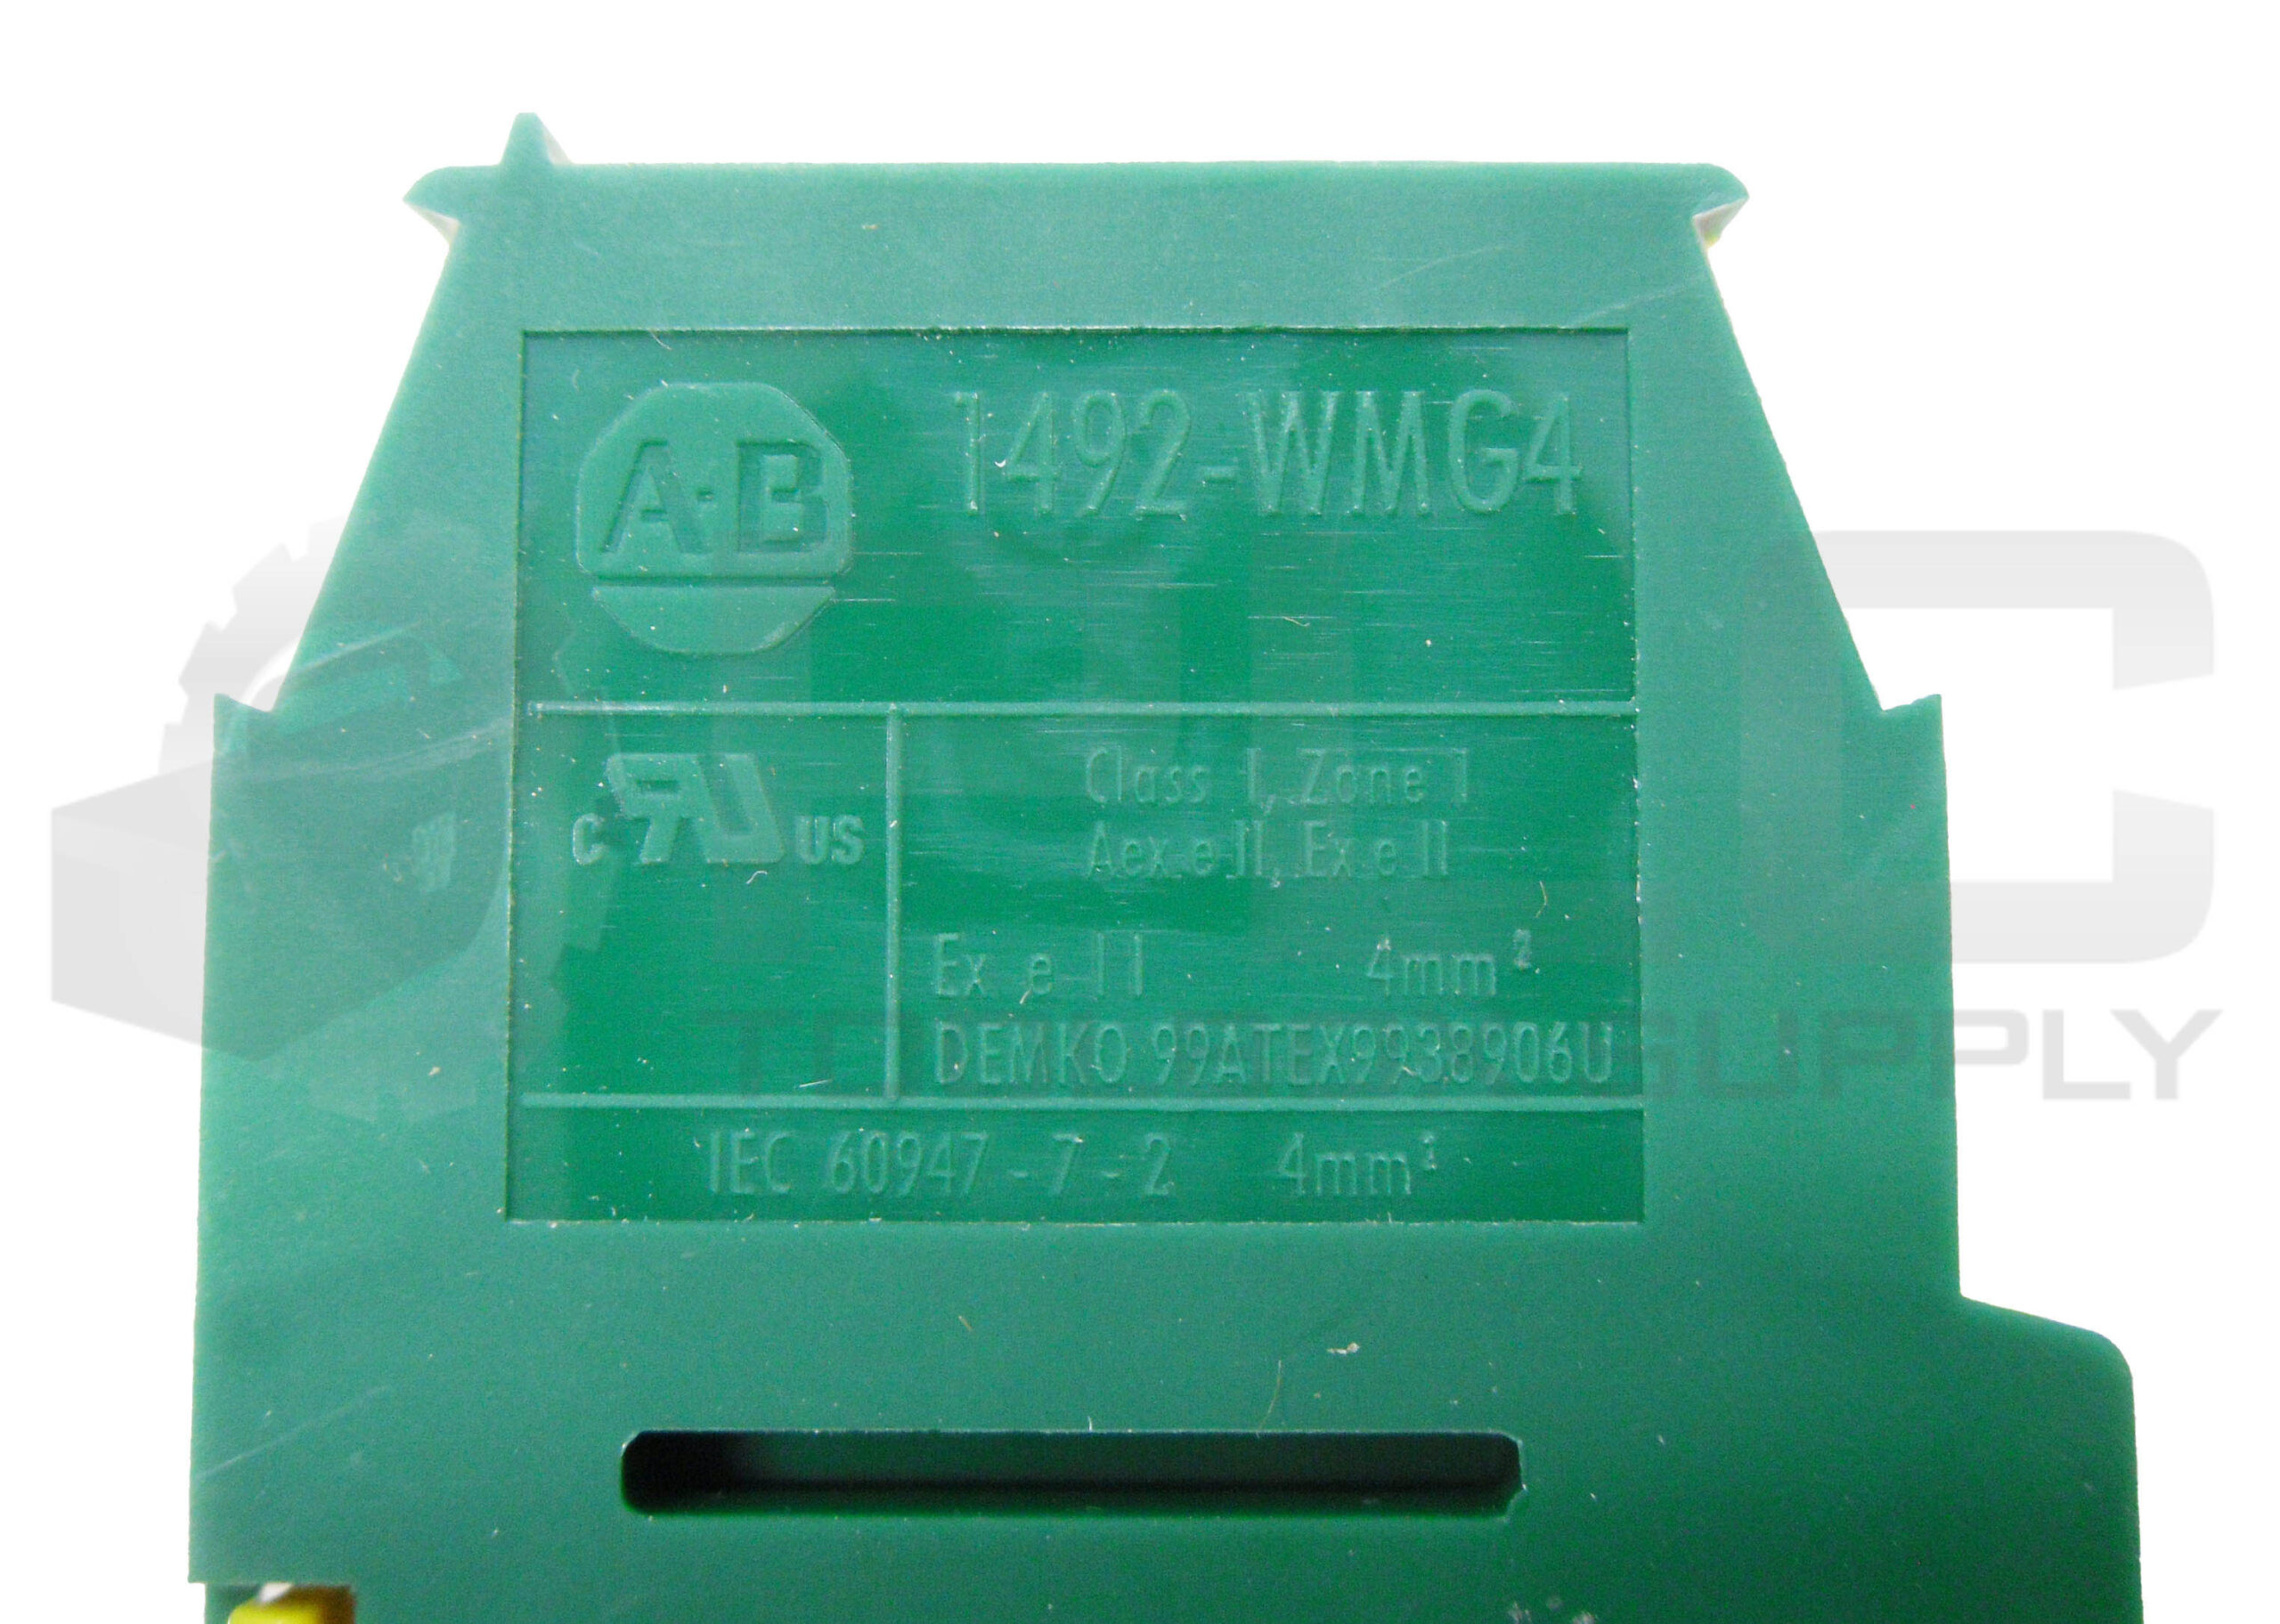 A-B 1492-WMG4
Class I, Zone 1
c RU us
Aex e II, Ex e II
Ex e II 4mm²
DEMKO 99ATEX9938906U
IEC 60947-7-2 4mm²
SUPPLY